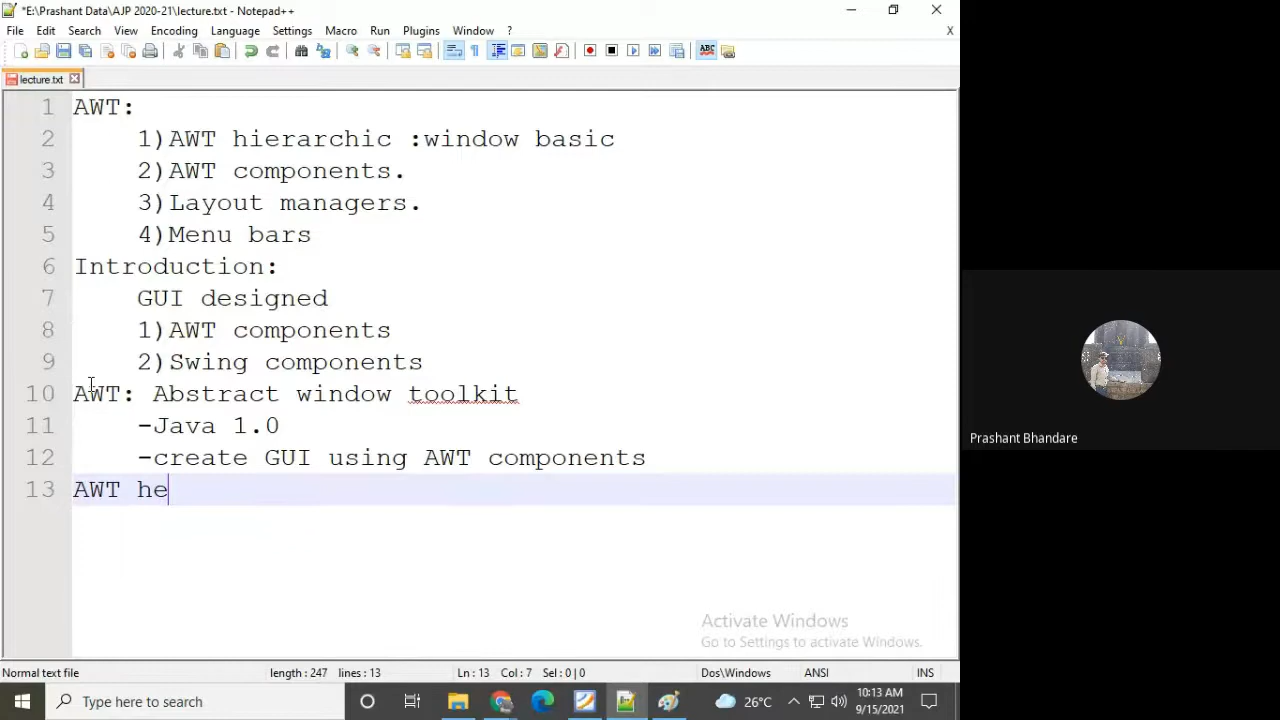 *E:\Prashant Data\AJP 2020-21\lecture.txt - Notepad++
File Edit Search View Encoding Language Settings Macro Run Plugins Window ? X
lecture.txt
1 AWT:
2 1)AWT hierarchic :window basic
3 2)AWT components.
4 3)Layout managers.
5 4)Menu bars
6 Introduction:
7 GUI designed
8 1)AWT components
9 2)Swing components
10 AWT: Abstract window toolkit
11 -Java 1.0
12 -create GUI using AWT components
13 AWT he
Prashant Bhandare
Activate Windows
Go to Settings to activate Windows.
Normal text file length : 247 lines : 13 Ln : 13 Col : 7 Sel : 0 | 0 Dos\Windows ANSI INS
Type here to search 26°C 10:13 AM
9/15/2021